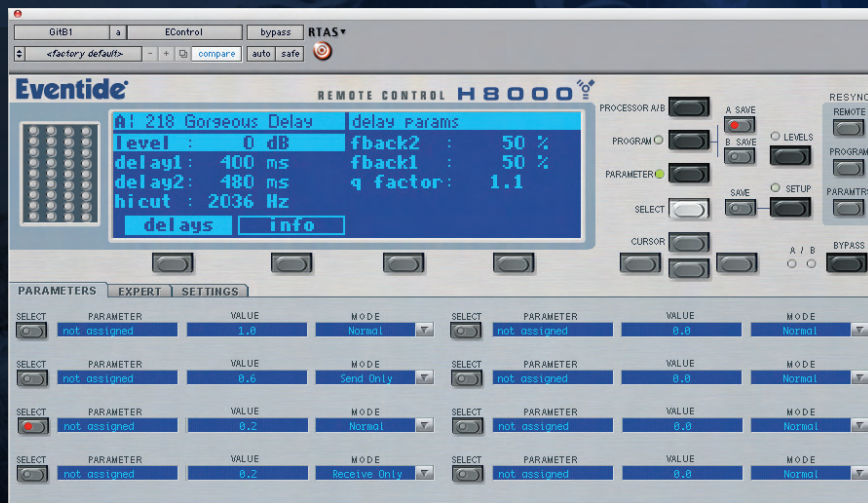 GitB1 a EControl bypass RTAS
<factory default> - + compare auto safe
Eventide REMOTE CONTROL H8000
A: 218 Gorgeous Delay delay params
level : 0 dB fback2 : 50 %
delay1: 400 ms fback1 : 50 %
delay2: 480 ms q factor: 1.1
hicut : 2036 Hz
delays info
PROCESSOR A/B A SAVE RESYNC
REMOTE
PROGRAM B SAVE LEVELS
PROGRAM
PARAMETER SAVE SETUP PARAMTRS
SELECT
CURSOR A / B BYPASS
PARAMETERS EXPERT SETTINGS
SELECT PARAMETER VALUE MODE SELECT PARAMETER VALUE MODE
not assigned 1.0 Normal not assigned 0.0 Normal
SELECT PARAMETER VALUE MODE SELECT PARAMETER VALUE MODE
not assigned 0.6 Send Only not assigned 0.0 Normal
SELECT PARAMETER VALUE MODE SELECT PARAMETER VALUE MODE
not assigned 0.2 Normal not assigned 0.0 Normal
SELECT PARAMETER VALUE MODE SELECT PARAMETER VALUE MODE
not assigned 0.2 Receive Only not assigned 0.0 Normal